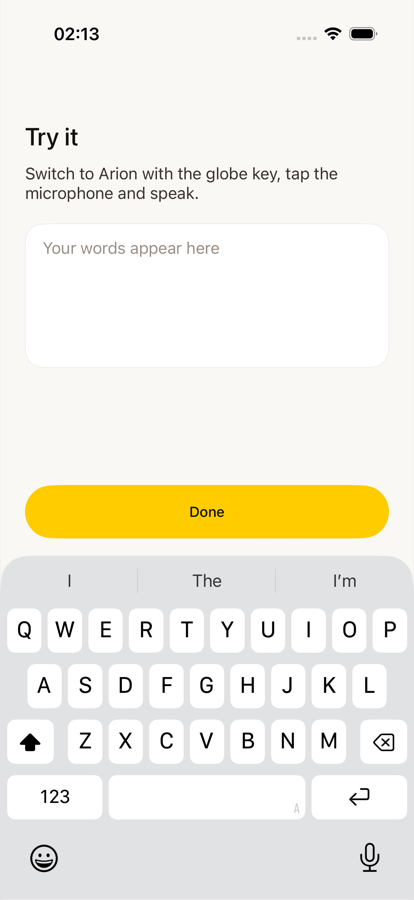 02:13
Try it
Switch to Arion with the globe key, tap the
microphone and speak.
Your words appear here
Done
I The I’m
Q W E R T Y U I O P
A S D F G H J K L
Z X C V B N M
123
A